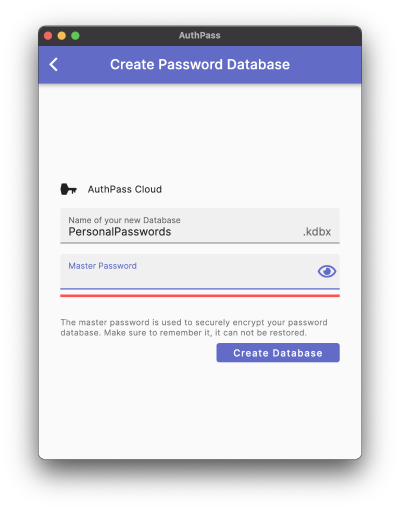 AuthPass
Create Password Database
AuthPass Cloud
Name of your new Database
PersonalPasswords .kdbx
Master Password
The master password is used to securely encrypt your password
database. Make sure to remember it, it can not be restored.
Create Database